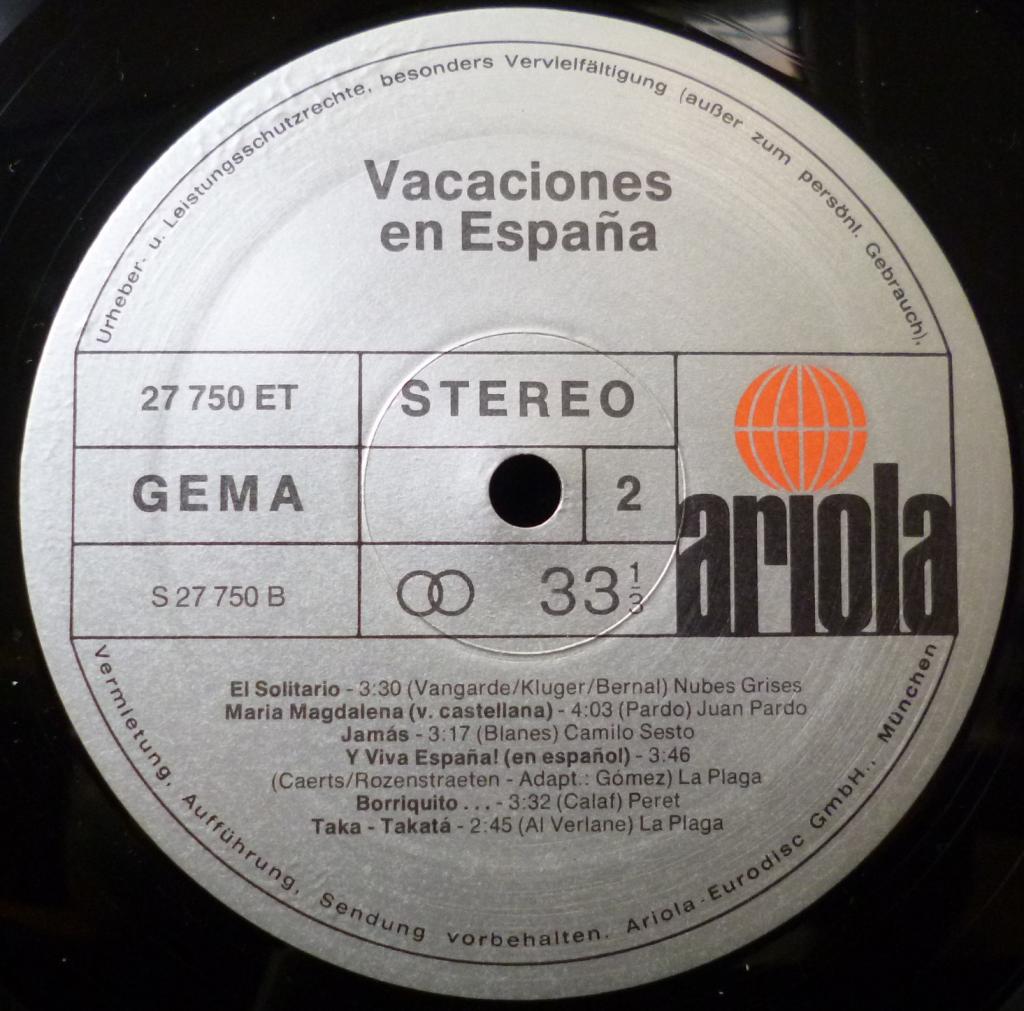 Urheber- u. Leistungsschutzrechte, besonders Vervielfältigung (außer zum persönl. Gebrauch),
Vacaciones
en España
27 750 ET
STEREO
GEMA
2
S 27 750 B
33 1/3
ariola
El Solitario - 3:30 (Vangarde/Kluger/Bernal) Nubes Grises
Maria Magdalena (v. castellana) - 4:03 (Pardo) Juan Pardo
Jamás - 3:17 (Blanes) Camilo Sesto
Y Viva España! (en español) - 3:46
(Caerts/Rozenstraeten - Adapt.: Gómez) La Plaga
Borriquito . . . - 3:32 (Calaf) Peret
Taka - Takatá - 2:45 (Al Verlane) La Plaga
Vermietung, Aufführung, Sendung vorbehalten. Ariola-Eurodisc GmbH., München